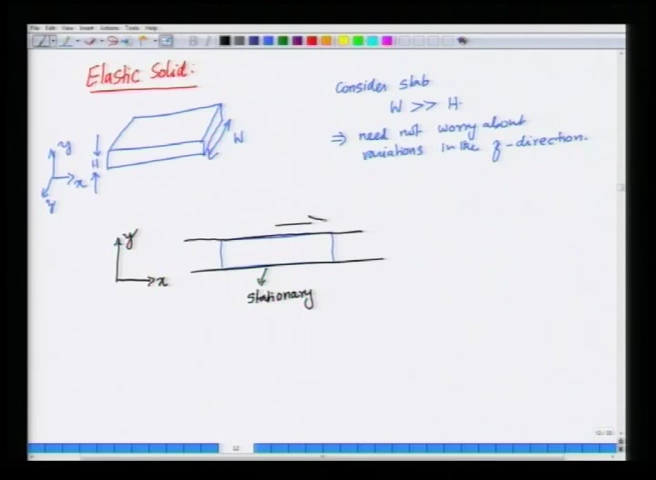 Elastic Solid:
Consider slab
W >> H
⇒ need not worry about
variations in the z-direction.
W
H
y
x
y
y
x
stationary